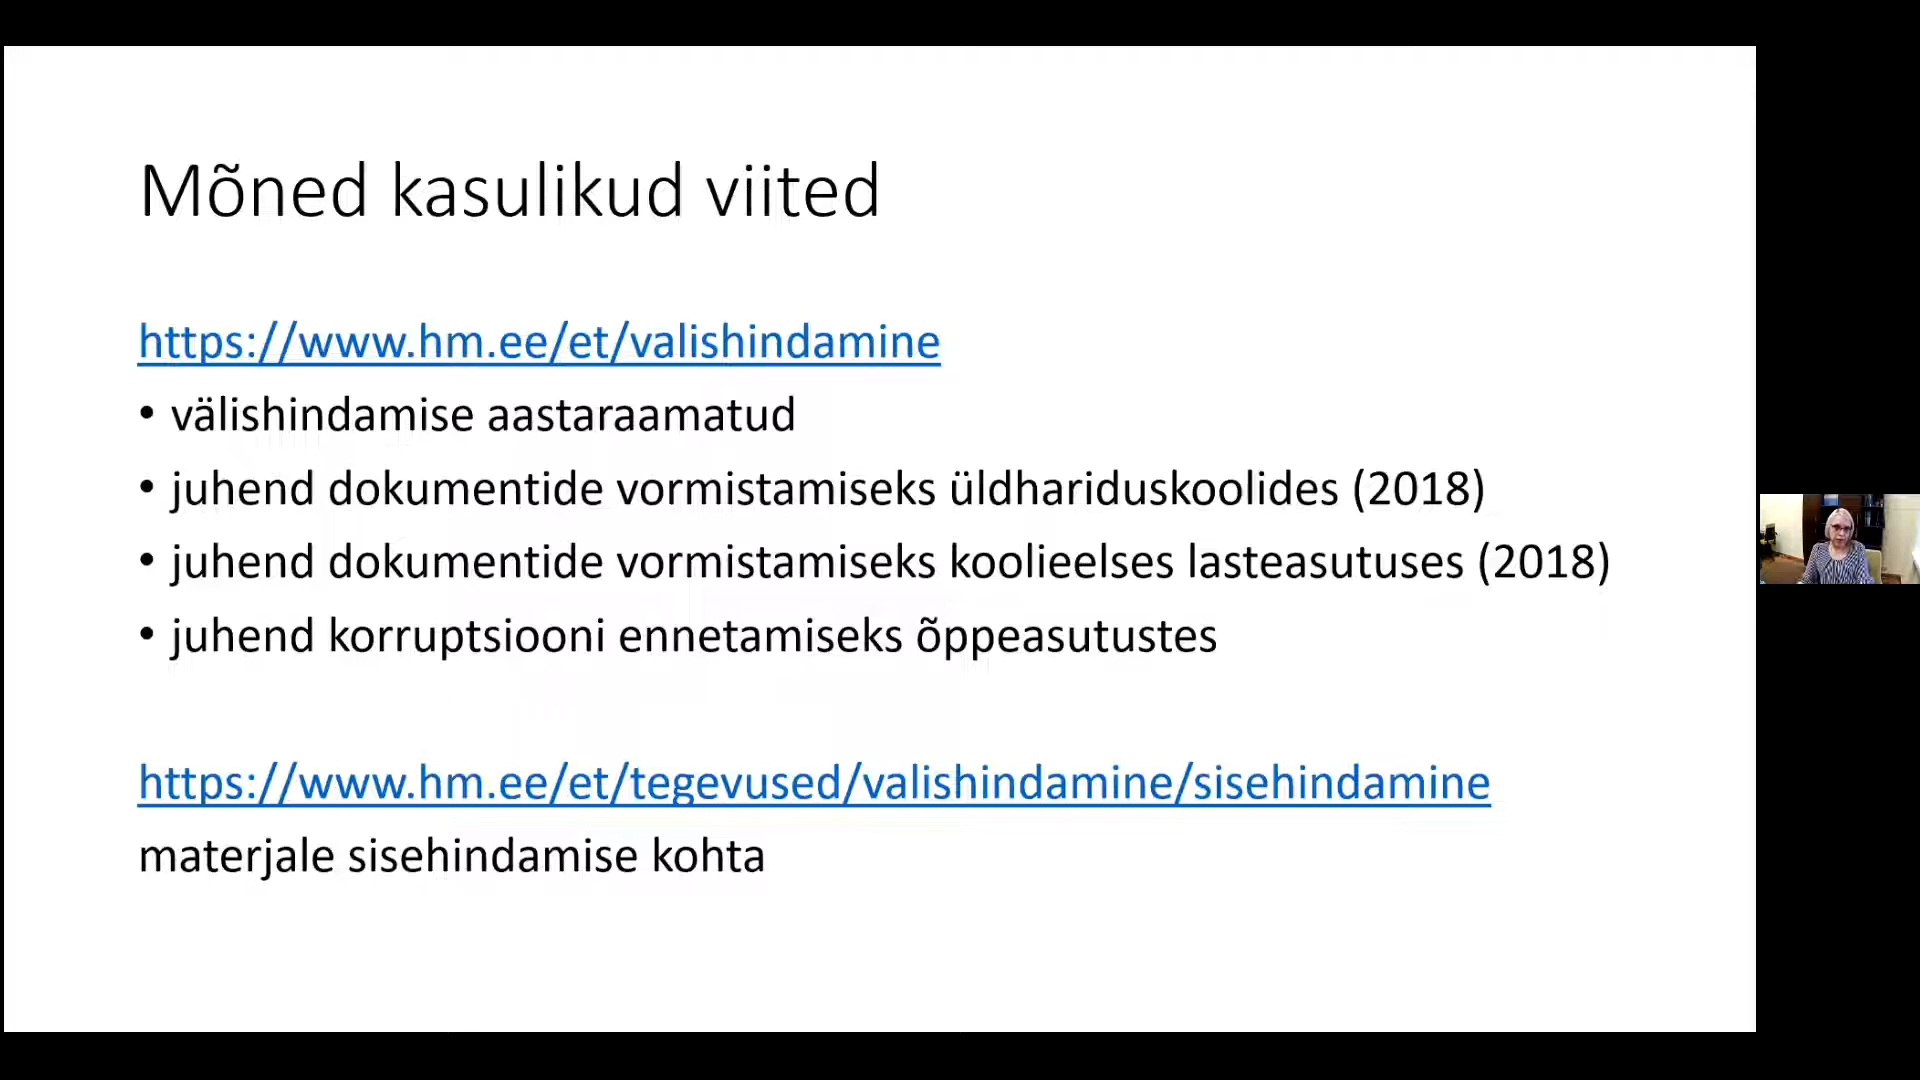 Mõned kasulikud viited
https://www.hm.ee/et/valishindamine
• välishindamise aastaraamatud
• juhend dokumentide vormistamiseks üldhariduskoolides (2018)
• juhend dokumentide vormistamiseks koolieelses lasteasutuses (2018)
• juhend korruptsiooni ennetamiseks õppeasutustes
https://www.hm.ee/et/tegevused/valishindamine/sisehindamine
materjale sisehindamise kohta